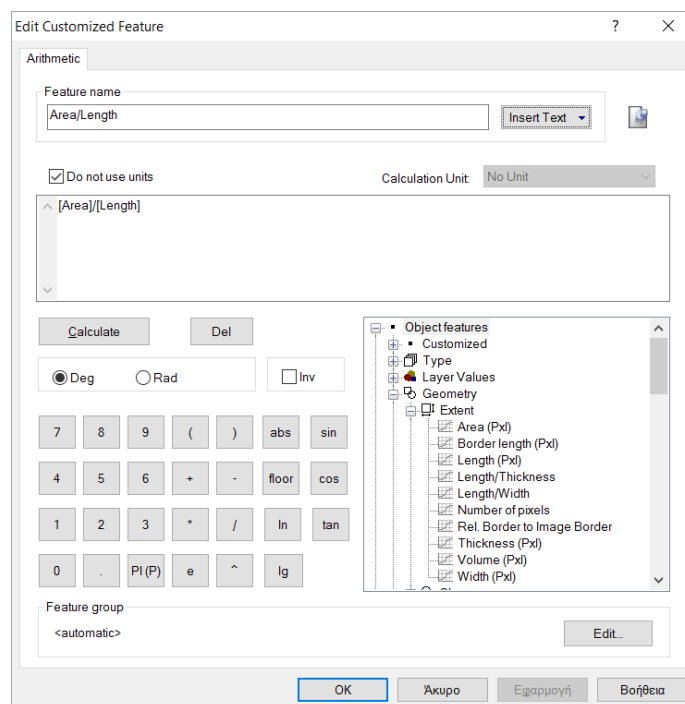 Edit Customized Feature ?
Arithmetic
Feature name
Area/Length Insert Text
Do not use units Calculation Unit: No Unit
[Area]/[Length]
Calculate Del
Deg Rad Inv
7 8 9 ( ) abs sin
4 5 6 + - floor cos
1 2 3 * / ln tan
0 . PI (P) e ^ lg
Object features
Customized
Type
Layer Values
Geometry
Extent
Area (Pxl)
Border length (Pxl)
Length (Pxl)
Length/Thickness
Length/Width
Number of pixels
Rel. Border to Image Border
Thickness (Pxl)
Volume (Pxl)
Width (Pxl)
Feature group
<automatic> Edit...
OK Άκυρο Εφαρμογή Βοήθεια